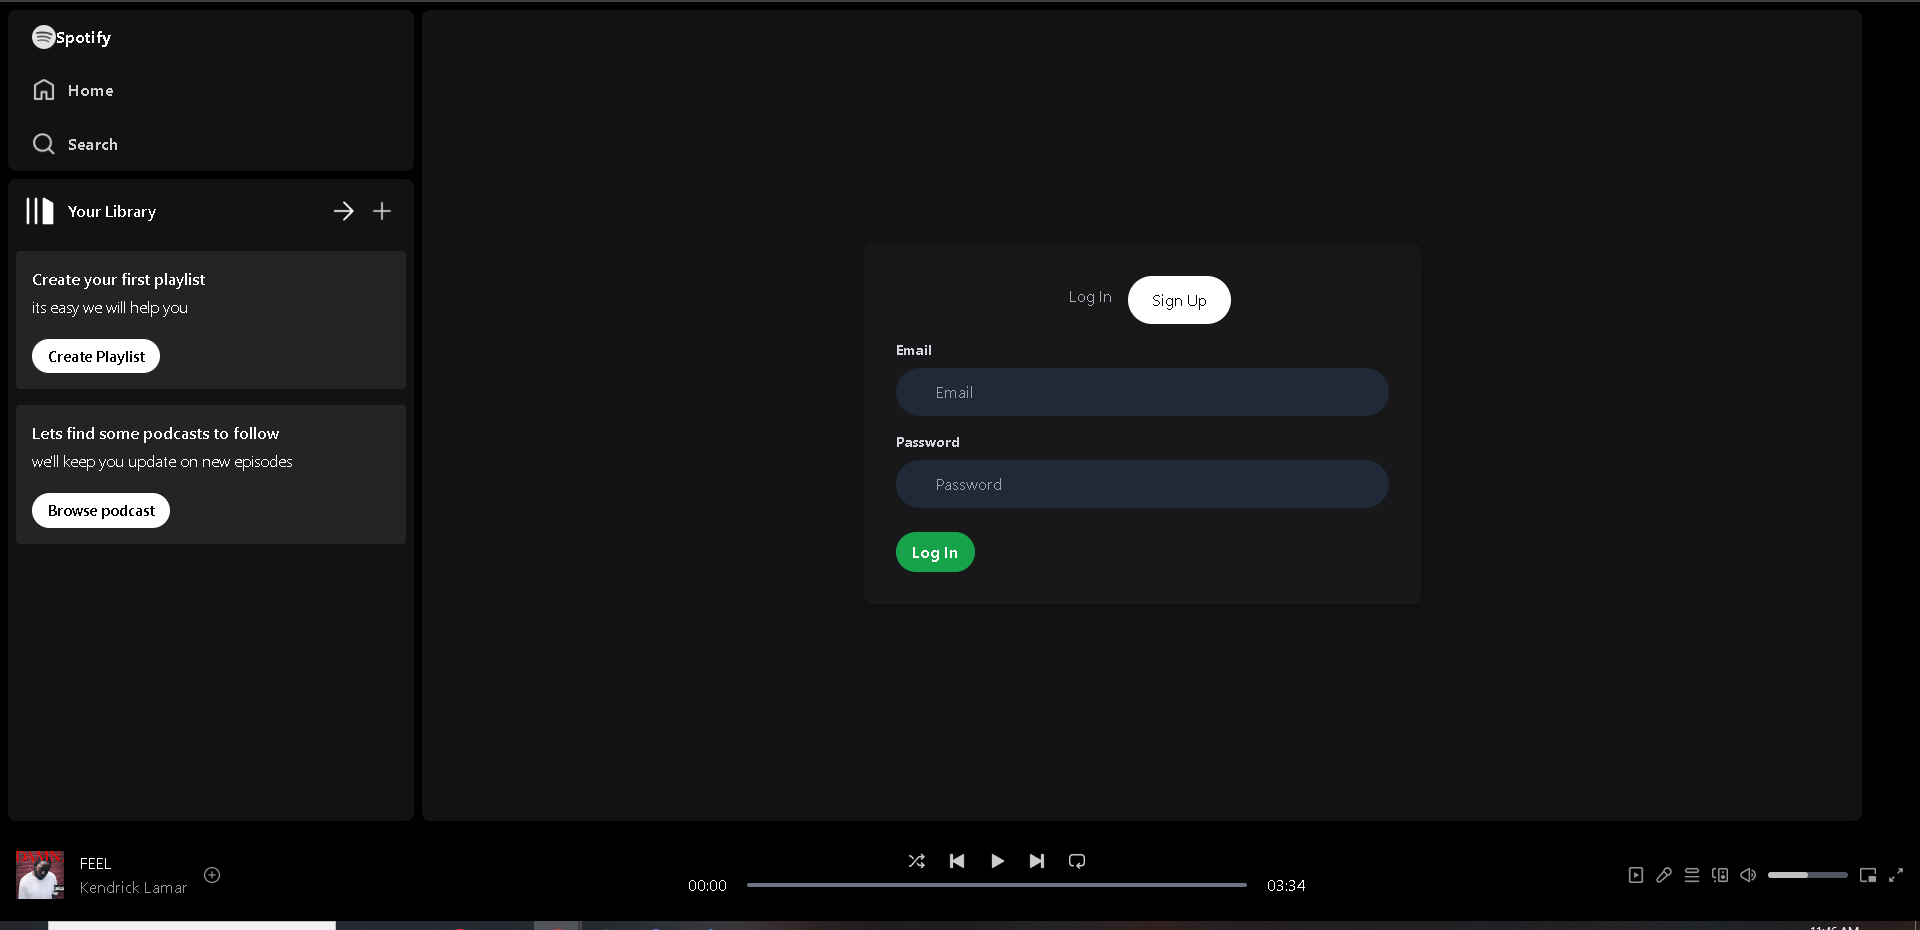 Spotify
Home
Search
Your Library
Create your first playlist
its easy we will help you
Create Playlist
Lets find some podcasts to follow
we'll keep you update on new episodes
Browse podcast
Log In
Sign Up
Email
Email
Password
Password
Log In
FEEL
Kendrick Lamar
00:00
03:34